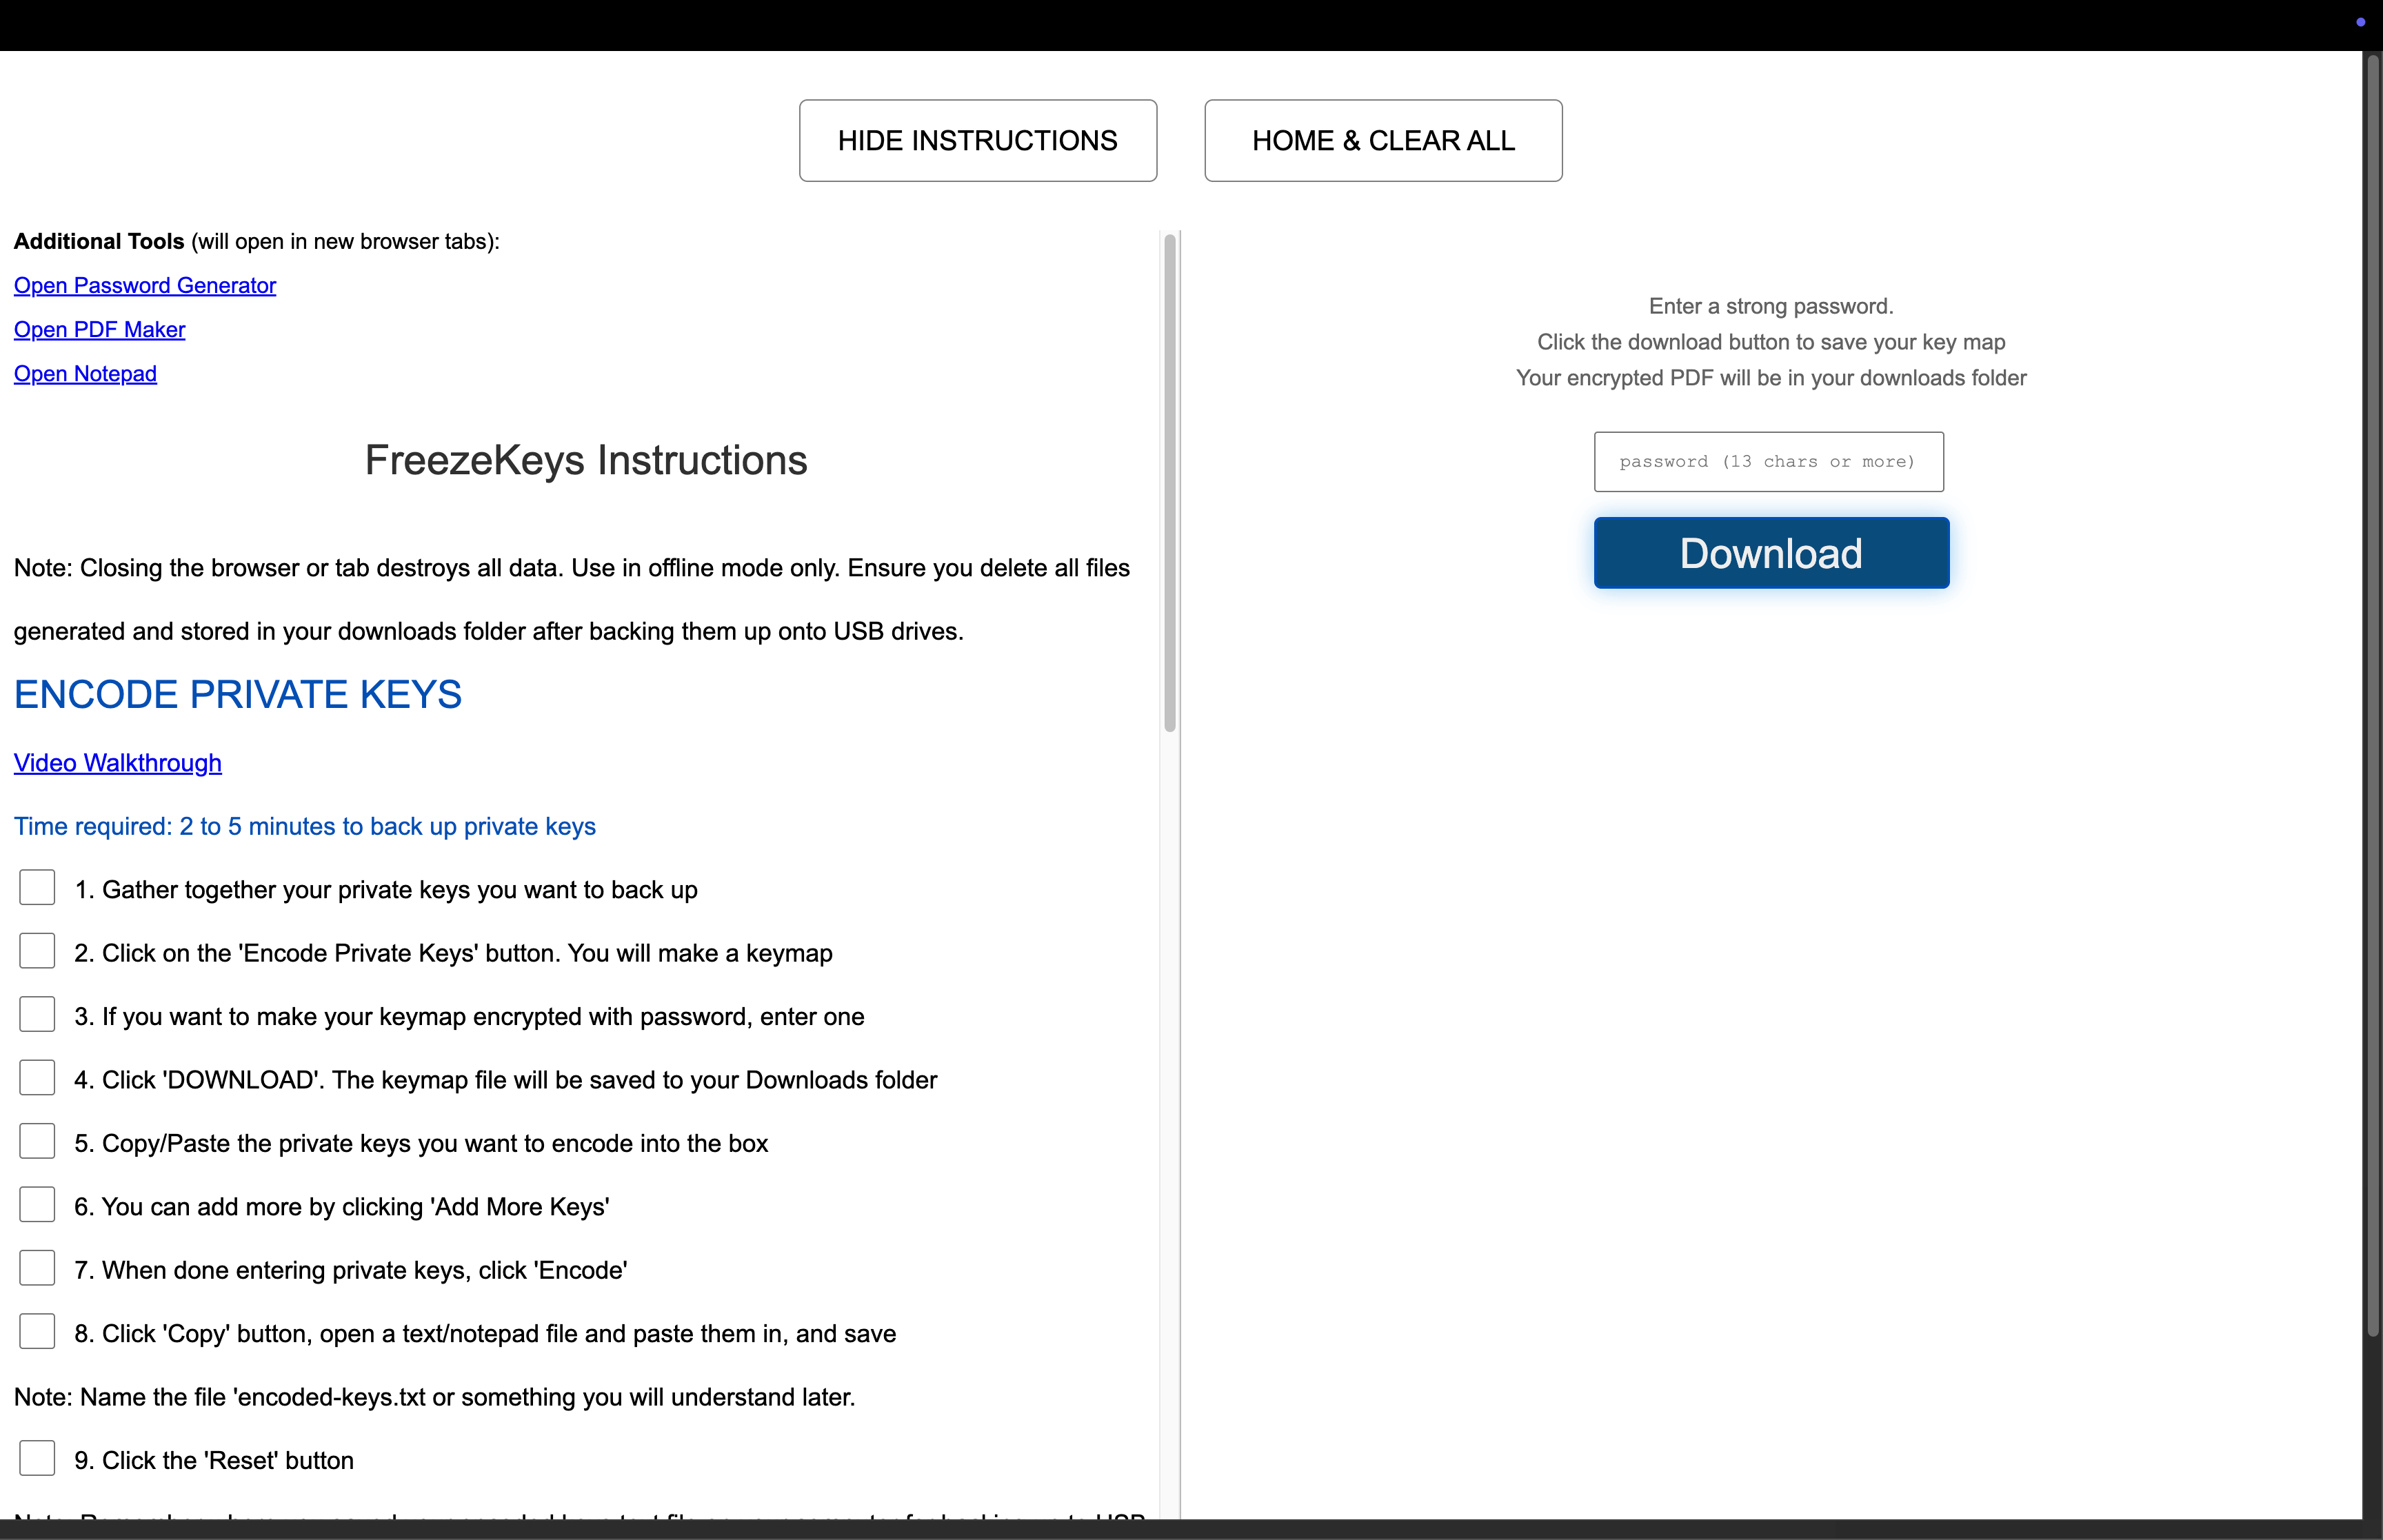 HIDE INSTRUCTIONS
HOME & CLEAR ALL
Additional Tools (will open in new browser tabs):
Open Password Generator
Open PDF Maker
Open Notepad
FreezeKeys Instructions
Note: Closing the browser or tab destroys all data. Use in offline mode only. Ensure you delete all files
generated and stored in your downloads folder after backing them up onto USB drives.
ENCODE PRIVATE KEYS
Video Walkthrough
Time required: 2 to 5 minutes to back up private keys
1. Gather together your private keys you want to back up
2. Click on the 'Encode Private Keys' button. You will make a keymap
3. If you want to make your keymap encrypted with password, enter one
4. Click 'DOWNLOAD'. The keymap file will be saved to your Downloads folder
5. Copy/Paste the private keys you want to encode into the box
6. You can add more by clicking 'Add More Keys'
7. When done entering private keys, click 'Encode'
8. Click 'Copy' button, open a text/notepad file and paste them in, and save
Note: Name the file 'encoded-keys.txt or something you will understand later.
9. Click the 'Reset' button
Enter a strong password.
Click the download button to save your key map
Your encrypted PDF will be in your downloads folder
password (13 chars or more)
Download